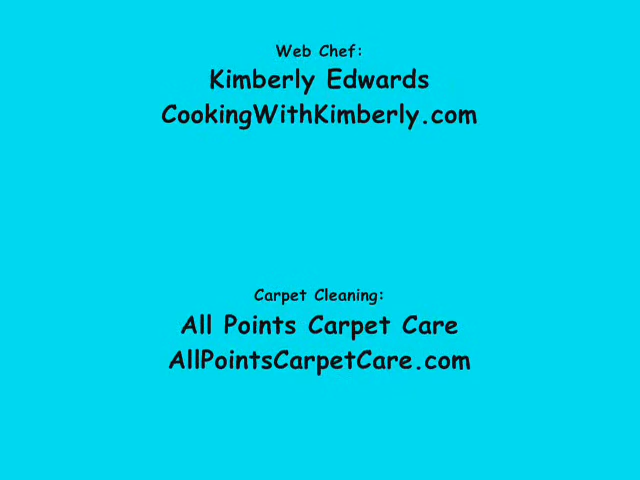 Web Chef:
Kimberly Edwards
CookingWithKimberly.com
Carpet Cleaning:
All Points Carpet Care
AllPointsCarpetCare.com